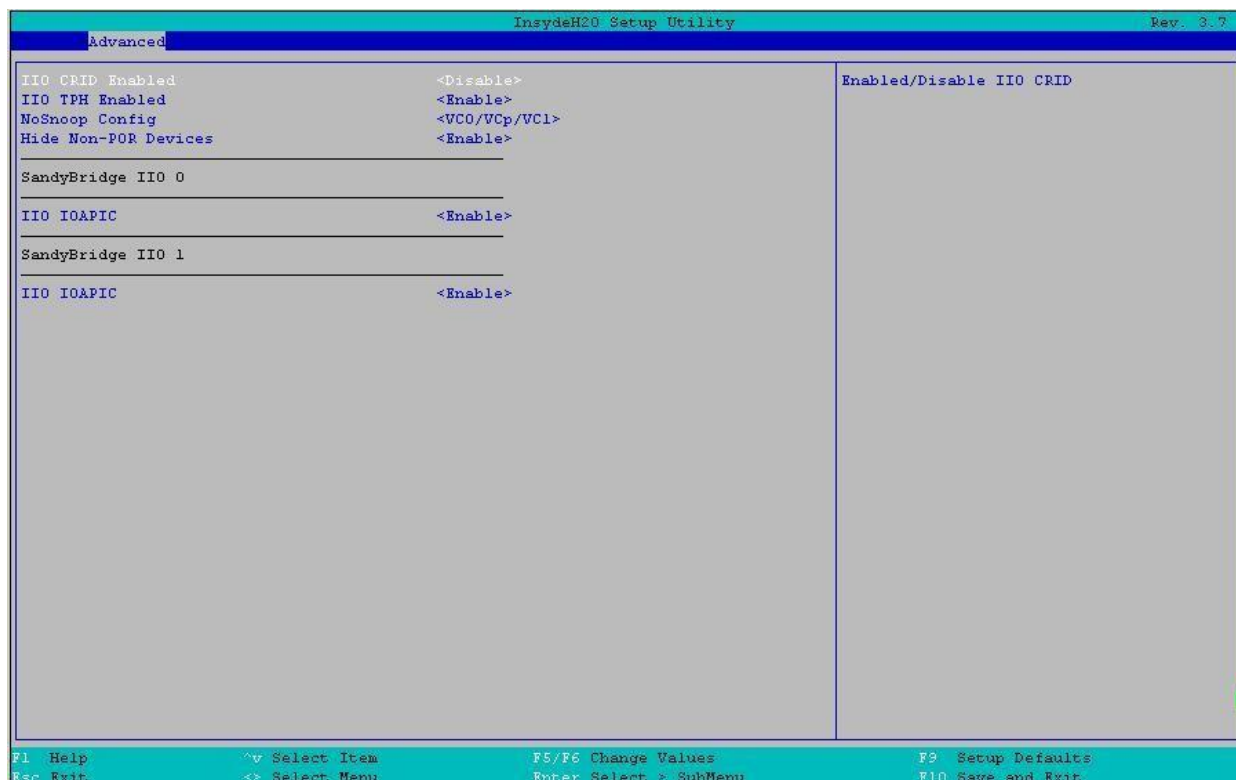 InsydeH20 Setup Utility Rev. 3.7
Advanced
IIO CRID Enabled <Disable> Enabled/Disable IIO CRID
IIO TPH Enabled <Enable>
NoSnoop Config <VC0/VCp/VC1>
Hide Non-POR Devices <Enable>
SandyBridge IIO 0
IIO IOAPIC <Enable>
SandyBridge IIO 1
IIO IOAPIC <Enable>
F1 Help ^v Select Item F5/F6 Change Values F9 Setup Defaults
Esc Exit <> Select Menu Enter Select > SubMenu F10 Save and Exit